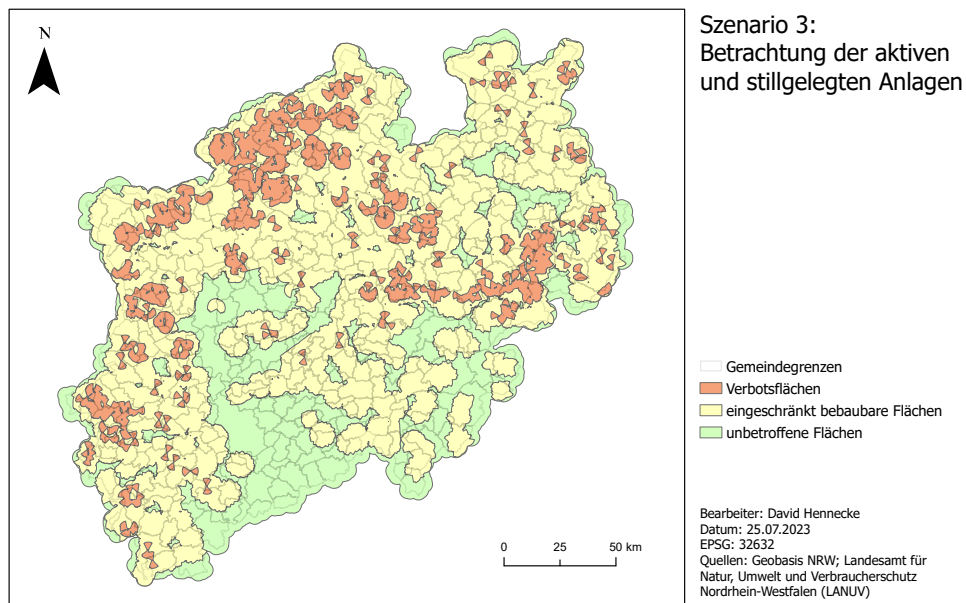 N
Szenario 3:
Betrachtung der aktiven
und stillgelegten Anlagen
Gemeindegrenzen
Verbotsflächen
eingeschränkt bebaubare Flächen
unbetroffene Flächen
0 25 50 km
Bearbeiter: David Hennecke
Datum: 25.07.2023
EPSG: 32632
Quellen: Geobasis NRW; Landesamt für
Natur, Umwelt und Verbraucherschutz
Nordrhein-Westfalen (LANUV)